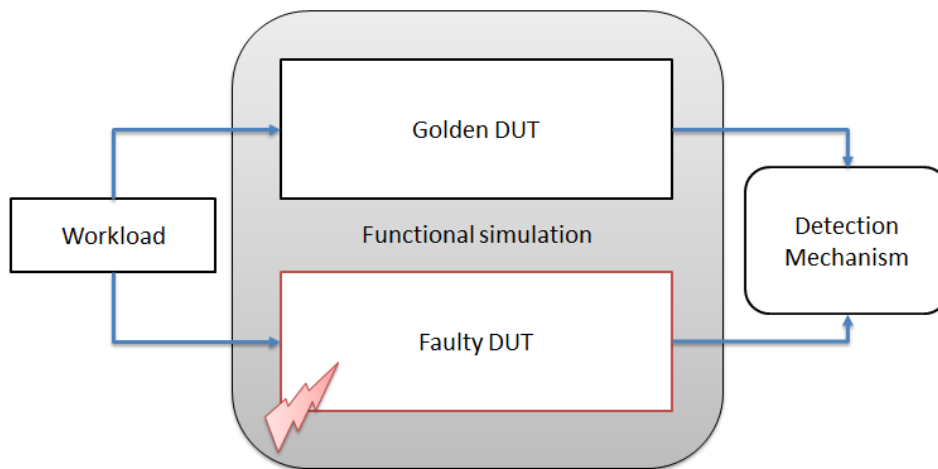 Golden DUT
Workload
Functional simulation
Detection
Mechanism
Faulty DUT